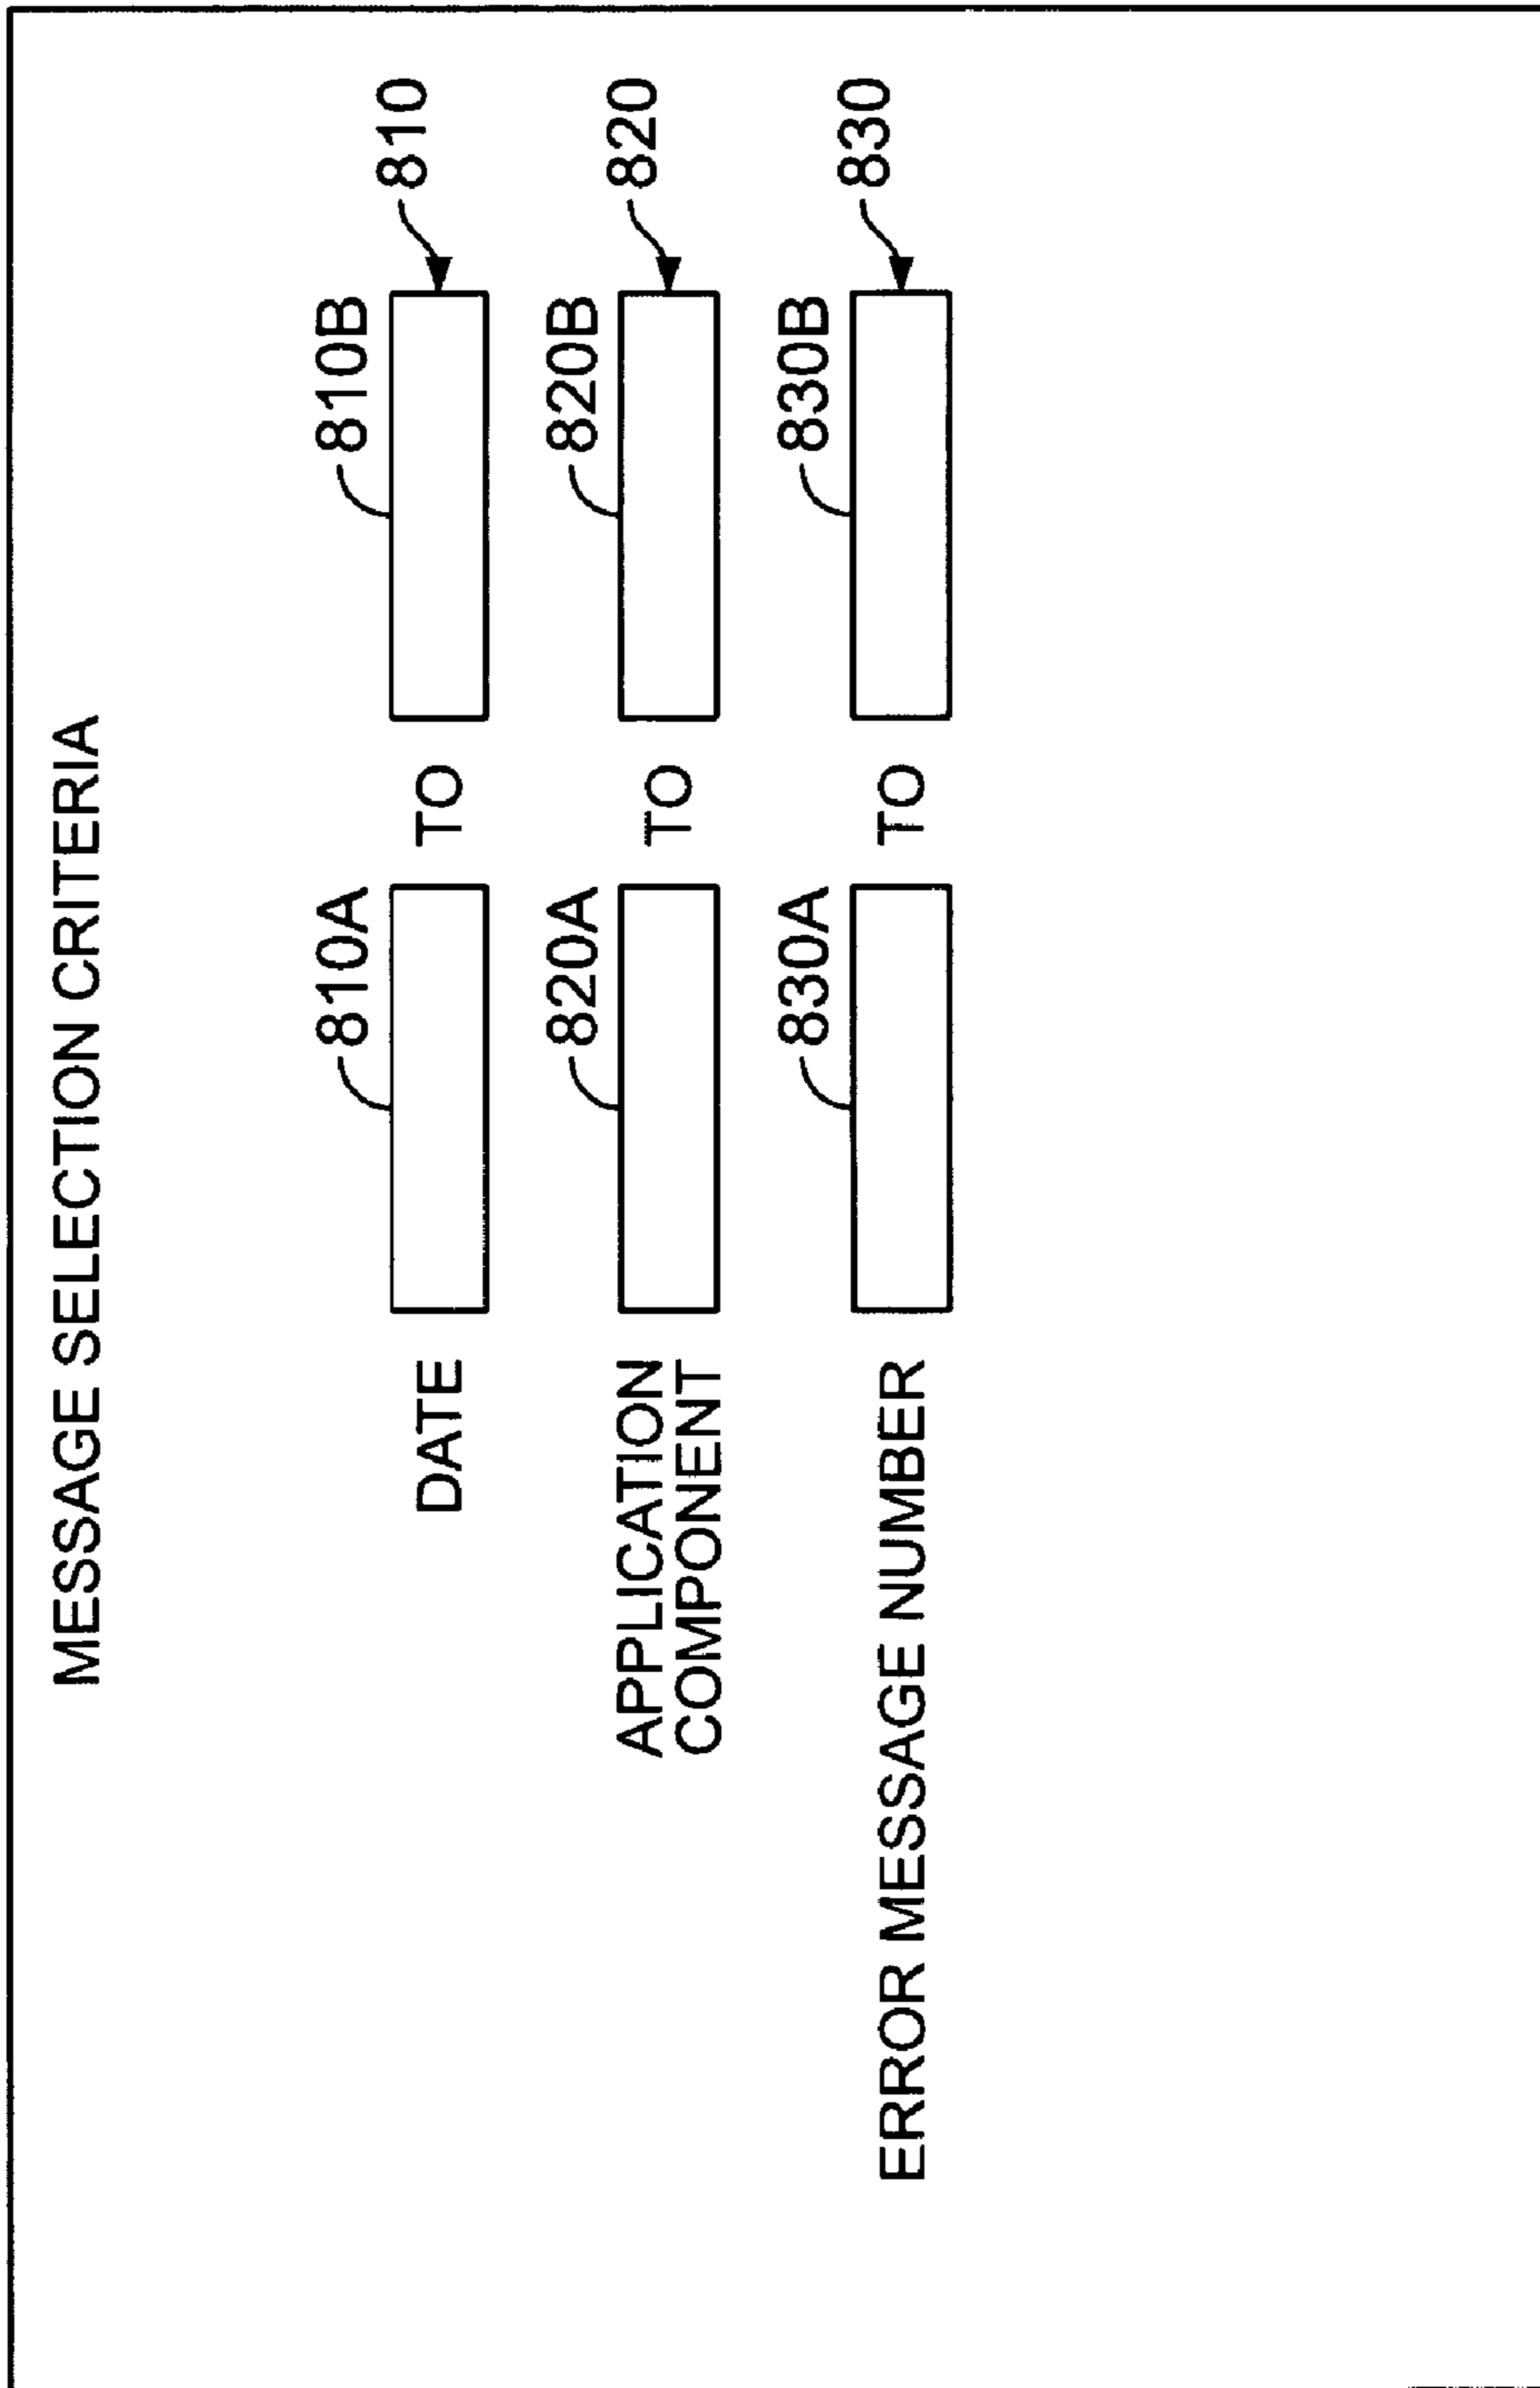 MESSAGE SELECTION CRITERIA
810A 810B
DATE TO 810
820A 820B
APPLICATION
COMPONENT TO 820
830A 830B
ERROR MESSAGE NUMBER TO 830